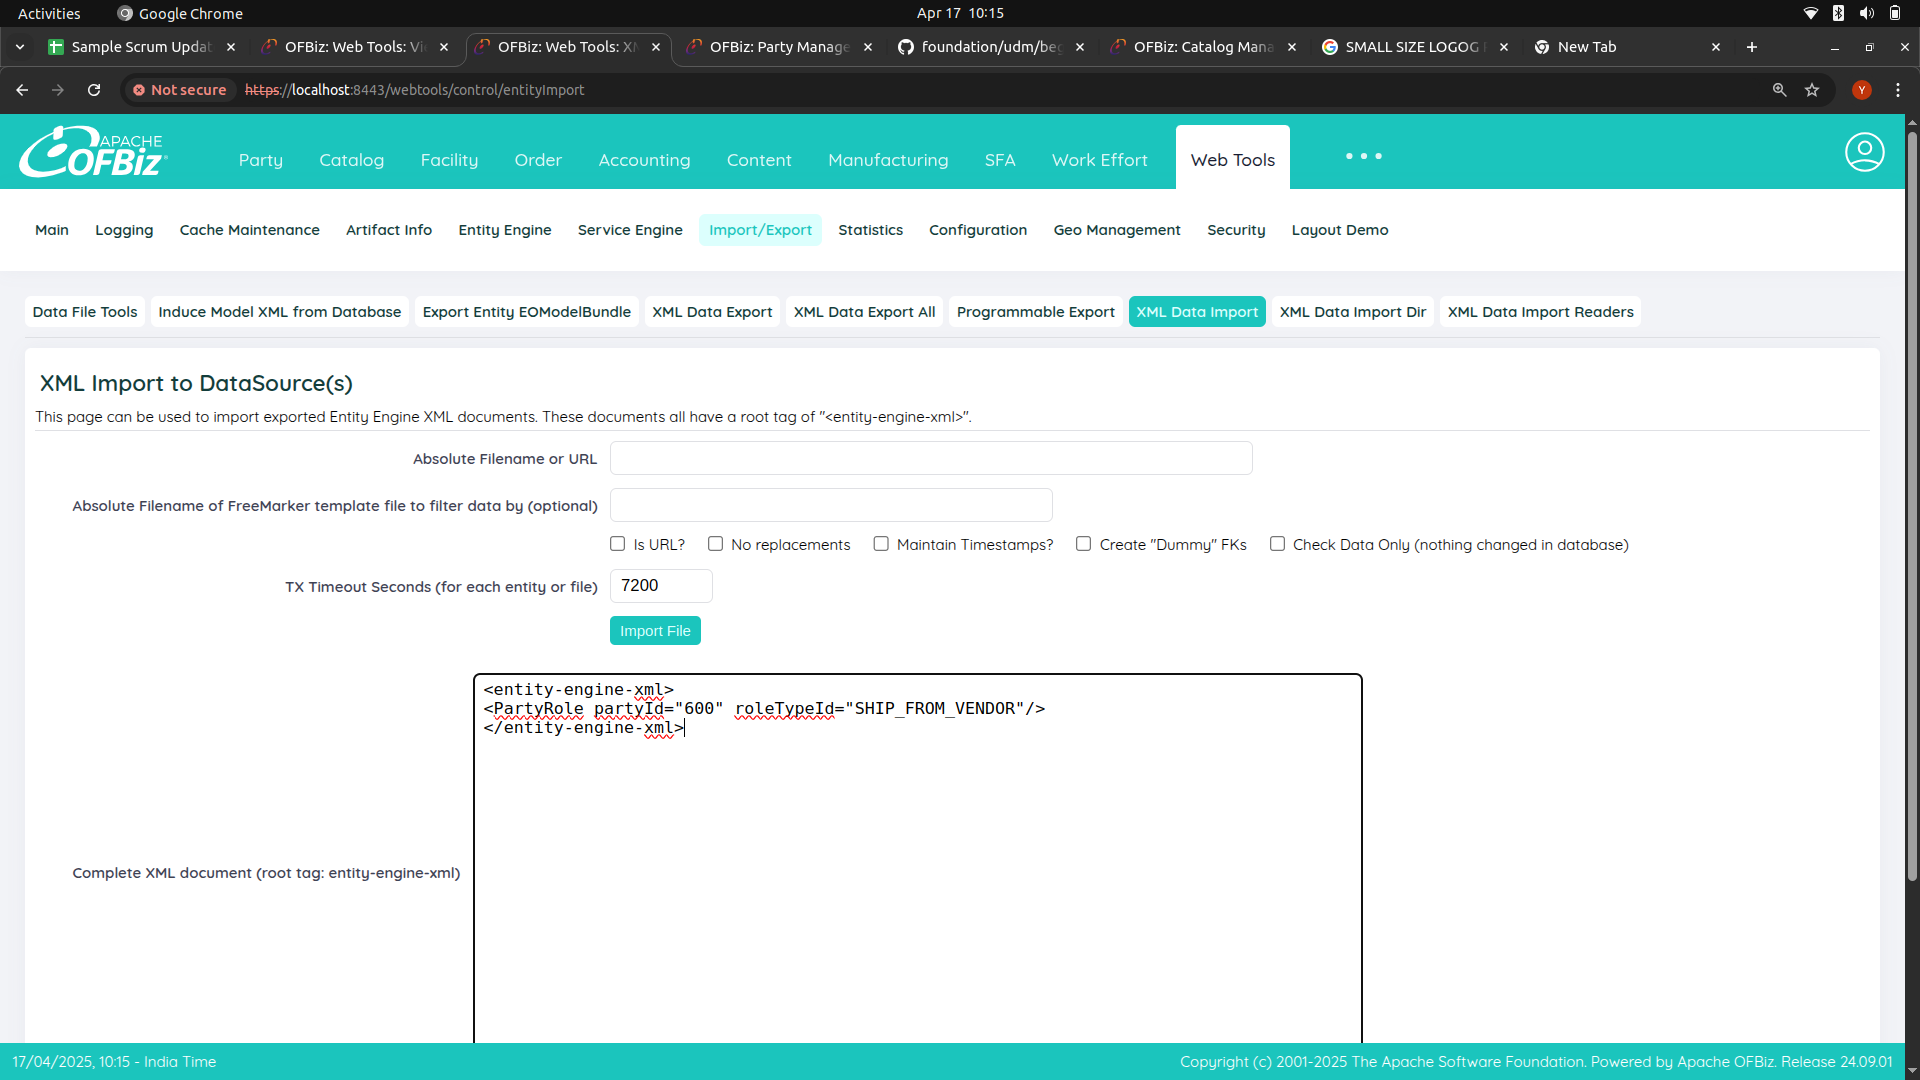 Activities Google Chrome Apr 17 10:15
Sample Scrum Updat OFBiz: Web Tools: Vi OFBiz: Web Tools: XM OFBiz: Party Manage foundation/udm/beg OFBiz: Catalog Mana SMALL SIZE LOGOG New Tab
Not secure https://localhost:8443/webtools/control/entityImport Y
APACHE OFBiz
Party Catalog Facility Order Accounting Content Manufacturing SFA Work Effort Web Tools
Main Logging Cache Maintenance Artifact Info Entity Engine Service Engine Import/Export Statistics Configuration Geo Management Security Layout Demo
Data File Tools Induce Model XML from Database Export Entity EOModelBundle XML Data Export XML Data Export All Programmable Export XML Data Import XML Data Import Dir XML Data Import Readers
XML Import to DataSource(s)
This page can be used to import exported Entity Engine XML documents. These documents all have a root tag of "<entity-engine-xml>".
Absolute Filename or URL
Absolute Filename of FreeMarker template file to filter data by (optional)
Is URL? No replacements Maintain Timestamps? Create "Dummy" FKs Check Data Only (nothing changed in database)
TX Timeout Seconds (for each entity or file) 7200
Import File
<entity-engine-xml>
<PartyRole partyId="600" roleTypeId="SHIP_FROM_VENDOR"/>
</entity-engine-xml>
Complete XML document (root tag: entity-engine-xml)
17/04/2025, 10:15 - India Time Copyright (c) 2001-2025 The Apache Software Foundation. Powered by Apache OFBiz. Release 24.09.01